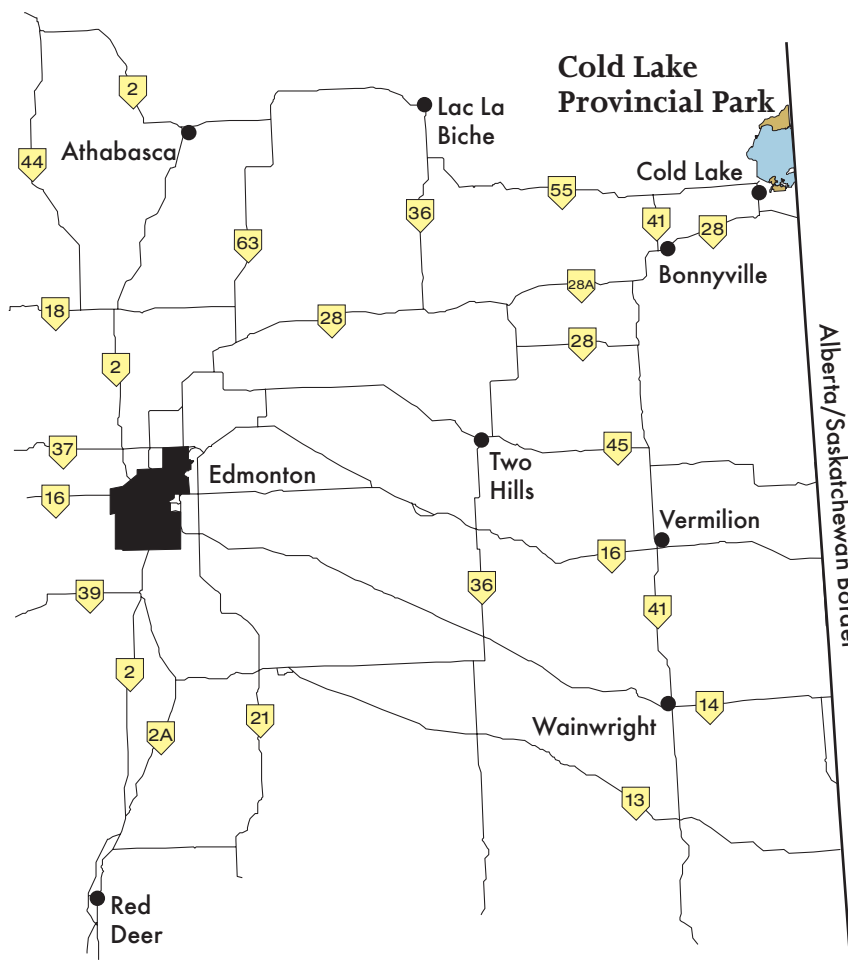 Cold Lake
Provincial Park
2
Lac La
Biche
Athabasca
44
Cold Lake
55
36
41
28
63
Bonnyville
28A
18
28
28
2
Alberta/Saskatchewan Border
37
45
Two
Hills
Edmonton
16
Vermilion
16
36
39
41
2
14
21
Wainwright
2A
13
Red
Deer